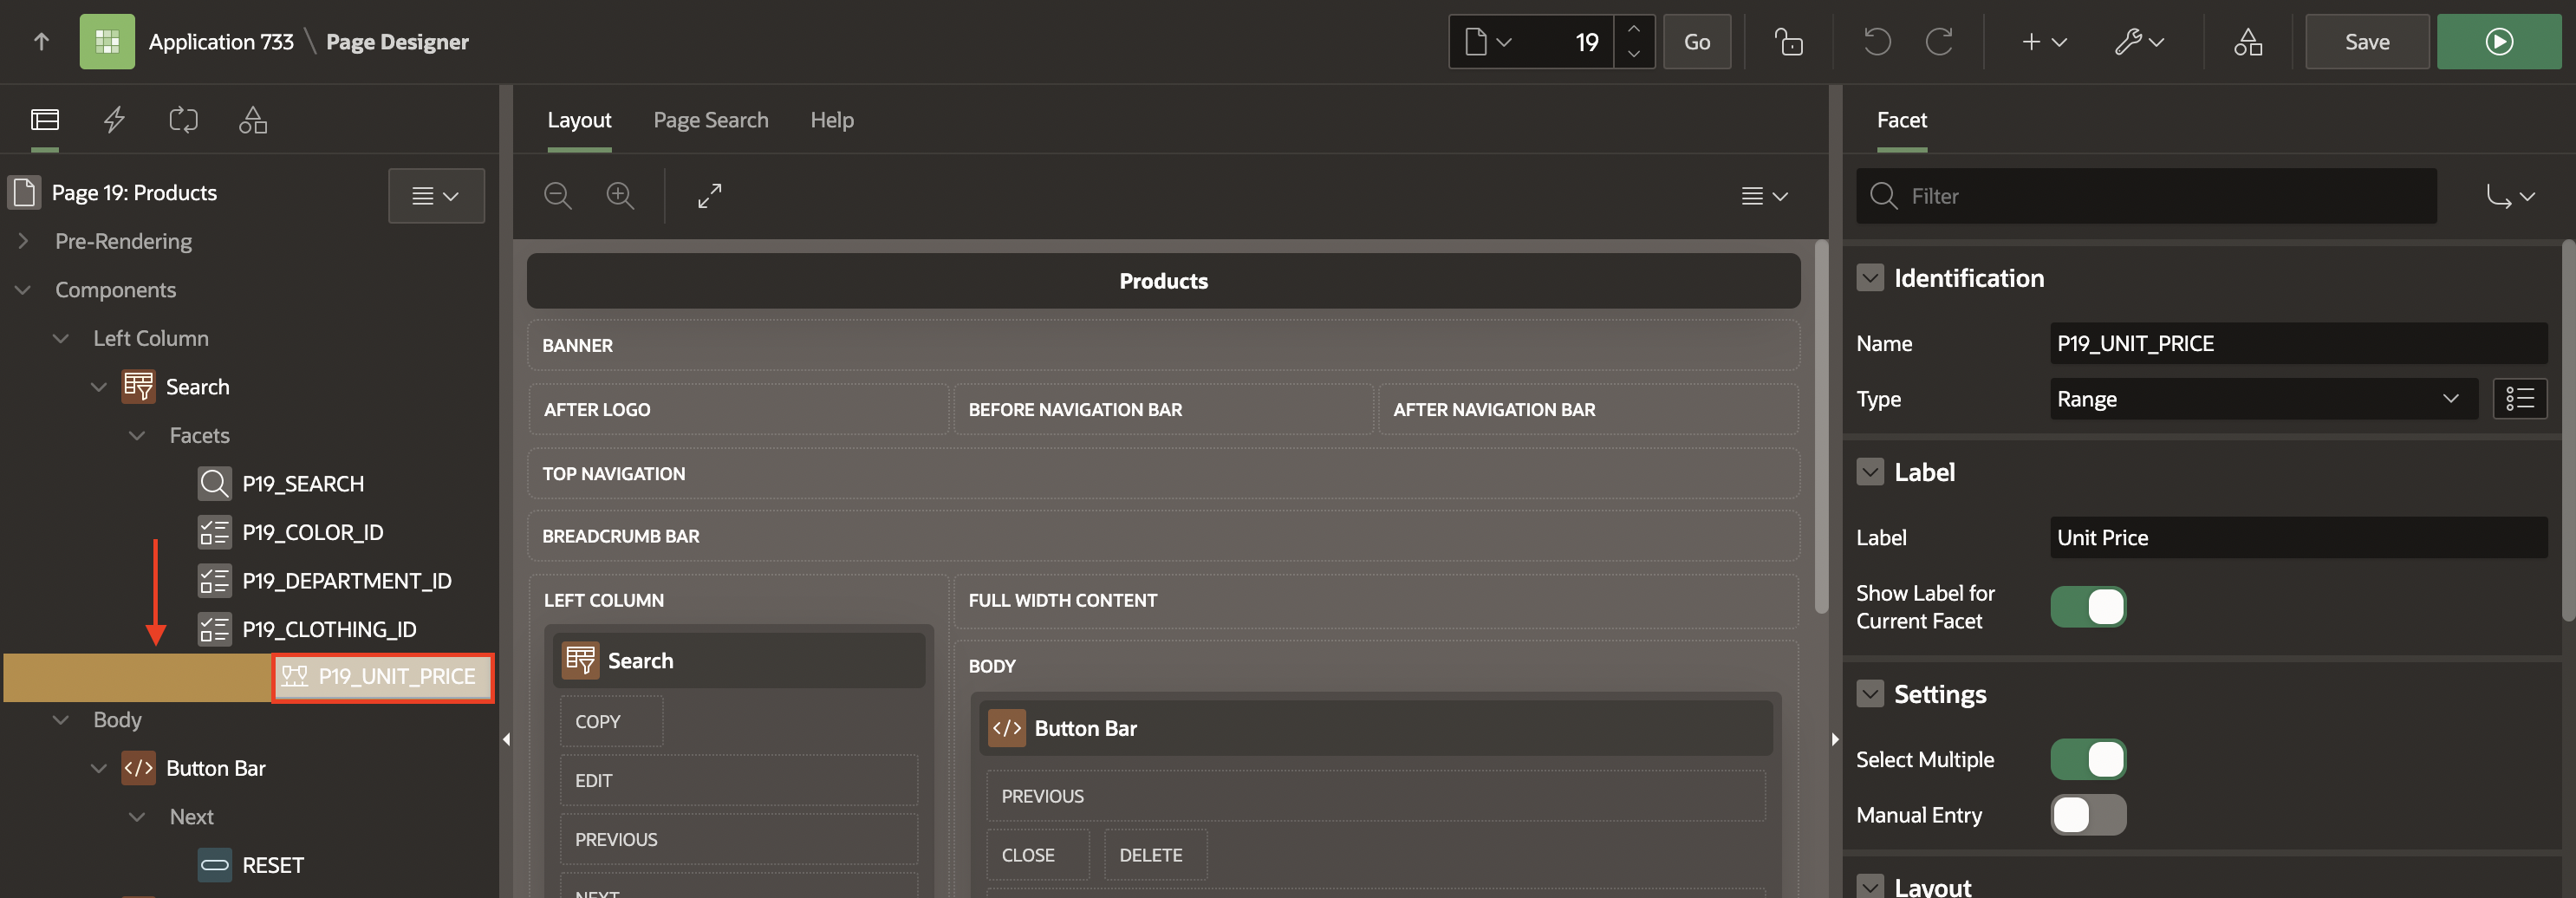 Application 733 \ Page Designer
19
Go
Save
Layout
Page Search
Help
Facet
Page 19: Products
Pre-Rendering
Components
Left Column
Search
Facets
P19_SEARCH
P19_COLOR_ID
P19_DEPARTMENT_ID
P19_CLOTHING_ID
P19_UNIT_PRICE
Body
Button Bar
Next
RESET
Products
BANNER
AFTER LOGO
BEFORE NAVIGATION BAR
AFTER NAVIGATION BAR
TOP NAVIGATION
BREADCRUMB BAR
LEFT COLUMN
Search
COPY
EDIT
PREVIOUS
NEXT
FULL WIDTH CONTENT
BODY
</> Button Bar
PREVIOUS
CLOSE
DELETE
Filter
Identification
Name
P19_UNIT_PRICE
Type
Range
Label
Label
Unit Price
Show Label for
Current Facet
Settings
Select Multiple
Manual Entry
Layout